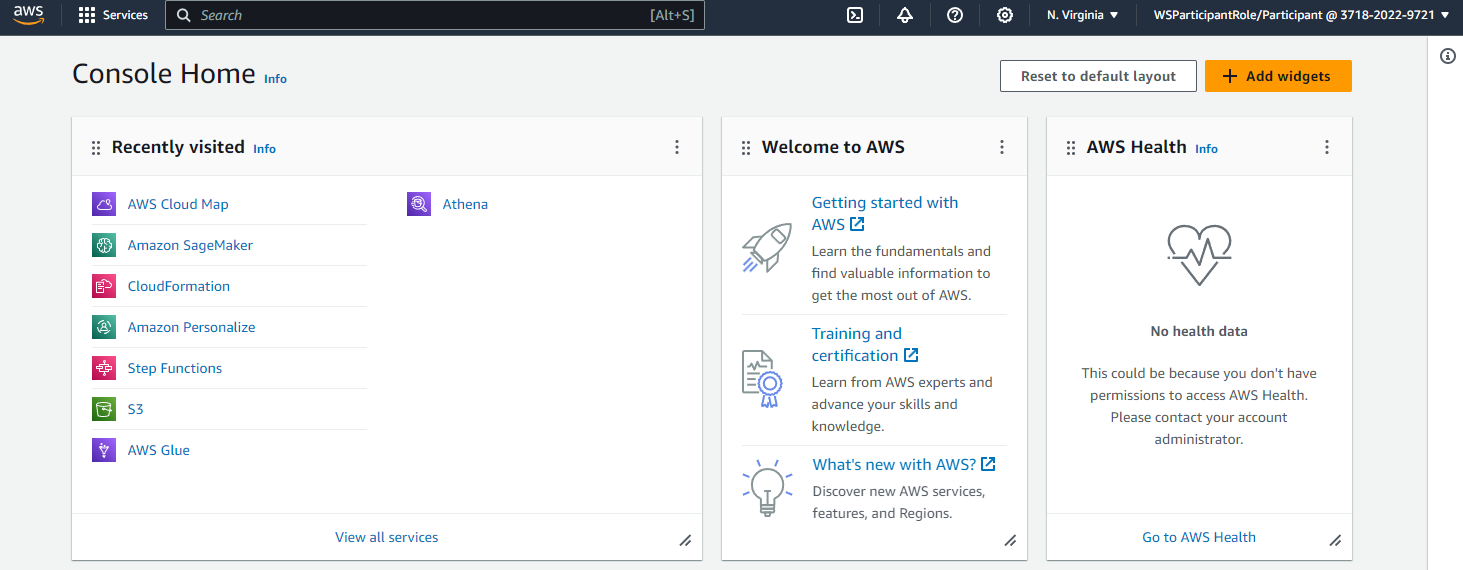 aws
Services
Search
[Alt+S]
N. Virginia
WSParticipantRole/Participant @ 3718-2022-9721
Console Home Info
Reset to default layout
Add widgets
Recently visited Info
AWS Cloud Map
Amazon SageMaker
CloudFormation
Amazon Personalize
Step Functions
S3
AWS Glue
Athena
View all services
Welcome to AWS
Getting started with
AWS
Learn the fundamentals and
find valuable information to
get the most out of AWS.
Training and
certification
Learn from AWS experts and
advance your skills and
knowledge.
What's new with AWS?
Discover new AWS services,
features, and Regions.
AWS Health Info
No health data
This could be because you don't have
permissions to access AWS Health.
Please contact your account
administrator.
Go to AWS Health